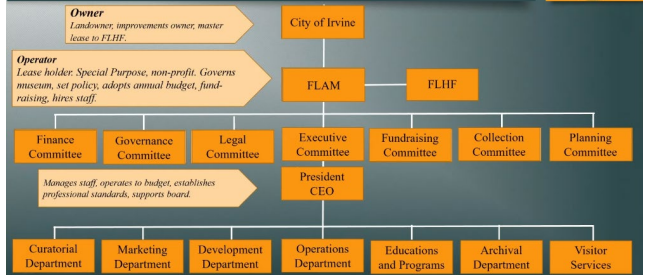 Owner
Landowner, improvements owner, master
lease to FLHF.
City of Irvine
Operator
Lease holder. Special Purpose, non-profit. Governs
museum, set policy, adopts annual budget, fund-
raising, hires staff.
FLAM
FLHF
Finance
Committee
Governance
Committee
Legal
Committee
Executive
Committee
Fundraising
Committee
Collection
Committee
Planning
Committee
Manages staff, operates to budget, establishes
professional standards, supports board.
President
CEO
Curatorial
Department
Marketing
Department
Development
Department
Operations
Department
Educations
and Programs
Archival
Department
Visitor
Services